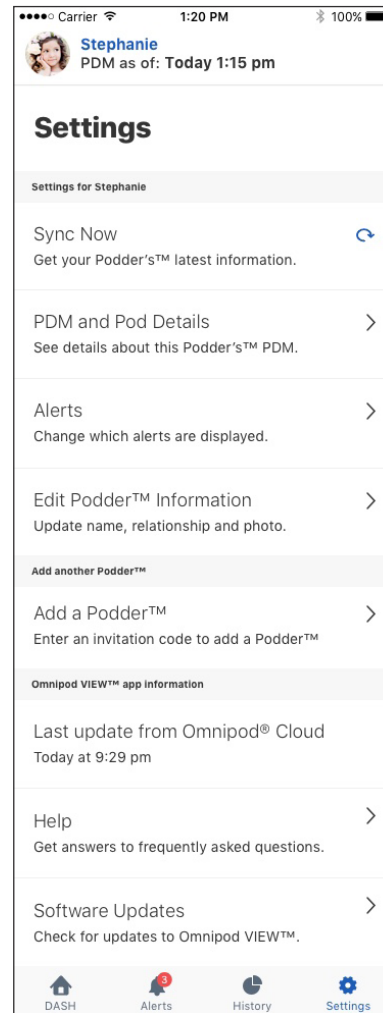 Carrier 1:20 PM 100%
Stephanie
PDM as of: Today 1:15 pm
Settings
Settings for Stephanie
Sync Now
Get your Podder's™ latest information.
PDM and Pod Details
See details about this Podder's™ PDM.
Alerts
Change which alerts are displayed.
Edit Podder™ Information
Update name, relationship and photo.
Add another Podder™
Add a Podder™
Enter an invitation code to add a Podder™
Omnipod VIEW™ app information
Last update from Omnipod® Cloud
Today at 9:29 pm
Help
Get answers to frequently asked questions.
Software Updates
Check for updates to Omnipod VIEW™.
3
DASH Alerts History Settings